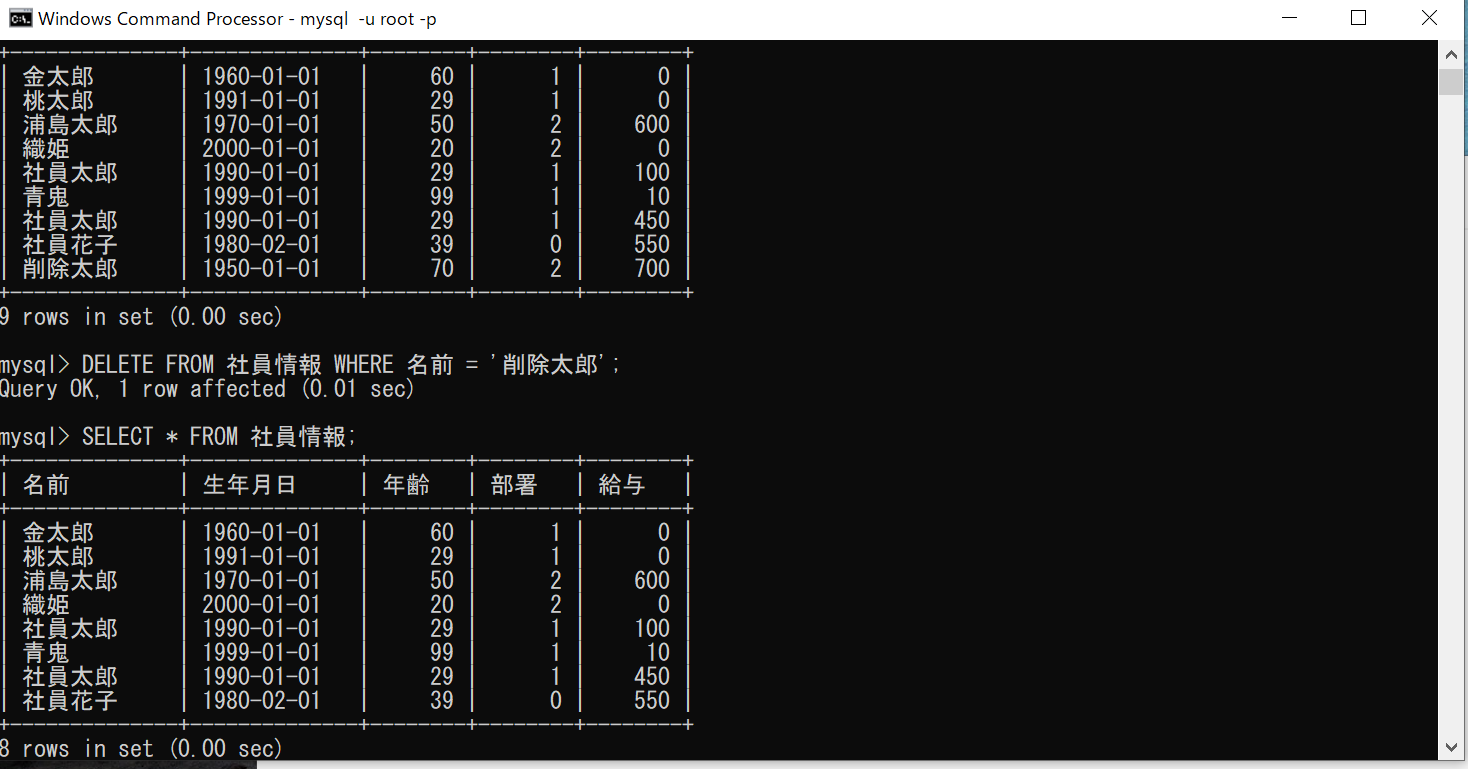 Windows Command Processor - mysql  -u root -p
+--------------+--------------+--------+--------+--------+
| 金太郎       | 1960-01-01   |     60 |      1 |      0 |
| 桃太郎       | 1991-01-01   |     29 |      1 |      0 |
| 浦島太郎     | 1970-01-01   |     50 |      2 |    600 |
| 織姫         | 2000-01-01   |     20 |      2 |      0 |
| 社員太郎     | 1990-01-01   |     29 |      1 |    100 |
| 青鬼         | 1999-01-01   |     99 |      1 |     10 |
| 社員太郎     | 1990-01-01   |     29 |      1 |    450 |
| 社員花子     | 1980-02-01   |     39 |      0 |    550 |
| 削除太郎     | 1950-01-01   |     70 |      2 |    700 |
+--------------+--------------+--------+--------+--------+
9 rows in set (0.00 sec)
mysql> DELETE FROM 社員情報 WHERE 名前 = '削除太郎';
Query OK, 1 row affected (0.01 sec)
mysql> SELECT * FROM 社員情報;
+--------------+--------------+--------+--------+--------+
| 名前         | 生年月日     | 年齢   | 部署   | 給与   |
+--------------+--------------+--------+--------+--------+
| 金太郎       | 1960-01-01   |     60 |      1 |      0 |
| 桃太郎       | 1991-01-01   |     29 |      1 |      0 |
| 浦島太郎     | 1970-01-01   |     50 |      2 |    600 |
| 織姫         | 2000-01-01   |     20 |      2 |      0 |
| 社員太郎     | 1990-01-01   |     29 |      1 |    100 |
| 青鬼         | 1999-01-01   |     99 |      1 |     10 |
| 社員太郎     | 1990-01-01   |     29 |      1 |    450 |
| 社員花子     | 1980-02-01   |     39 |      0 |    550 |
+--------------+--------------+--------+--------+--------+
8 rows in set (0.00 sec)